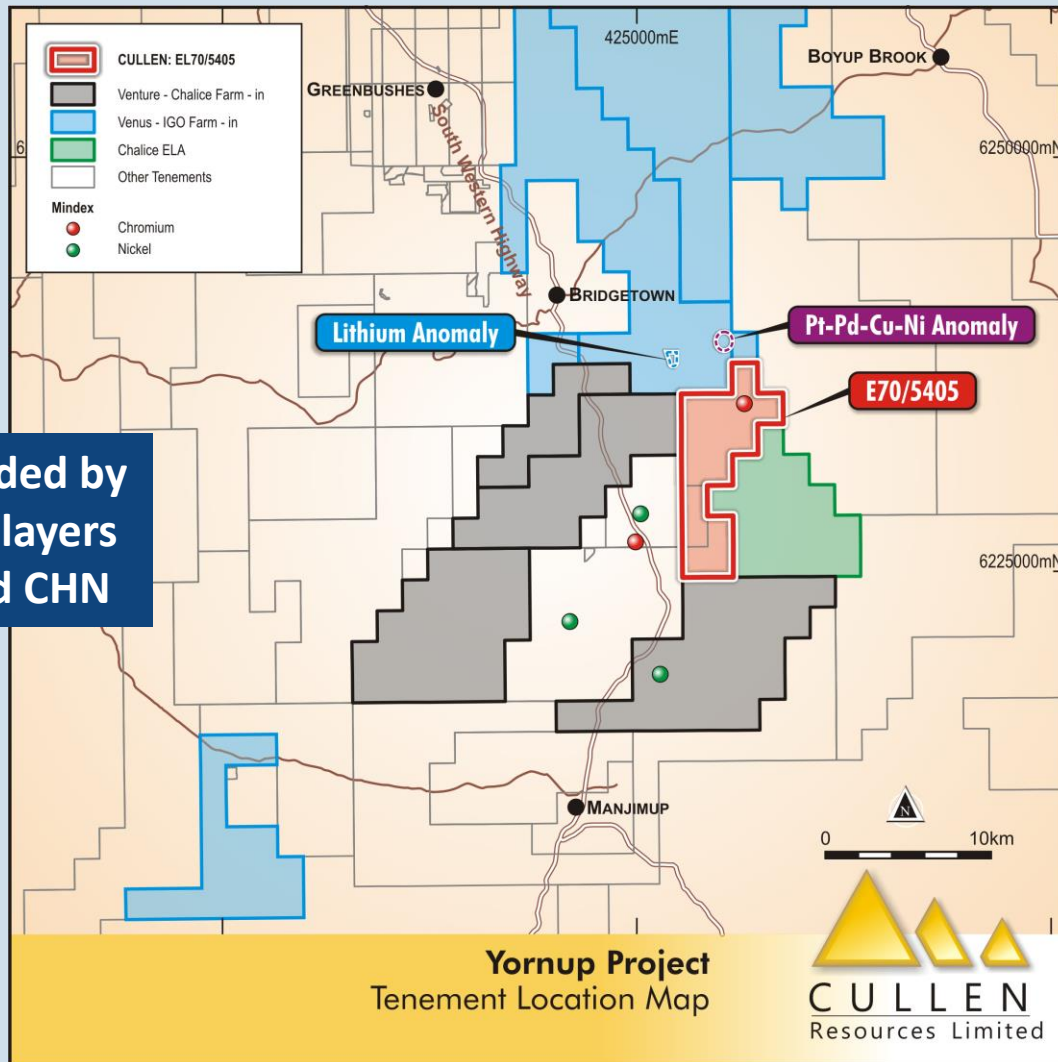 CULLEN: EL70/5405
Venture - Chalice Farm - in
Venus - IGO Farm - in
Chalice ELA
Other Tenements
Mindex
Chromium
Nickel
425000mE
BOYUP BROOK
GREENBUSHES
South Western Highway
6250000mN
BRIDGETOWN
Lithium Anomaly
Pt-Pd-Cu-Ni Anomaly
E70/5405
ded by
layers
d CHN
6225000mN
MANJIMUP
N
0 10km
Yornup Project
Tenement Location Map
CULLEN
Resources Limited